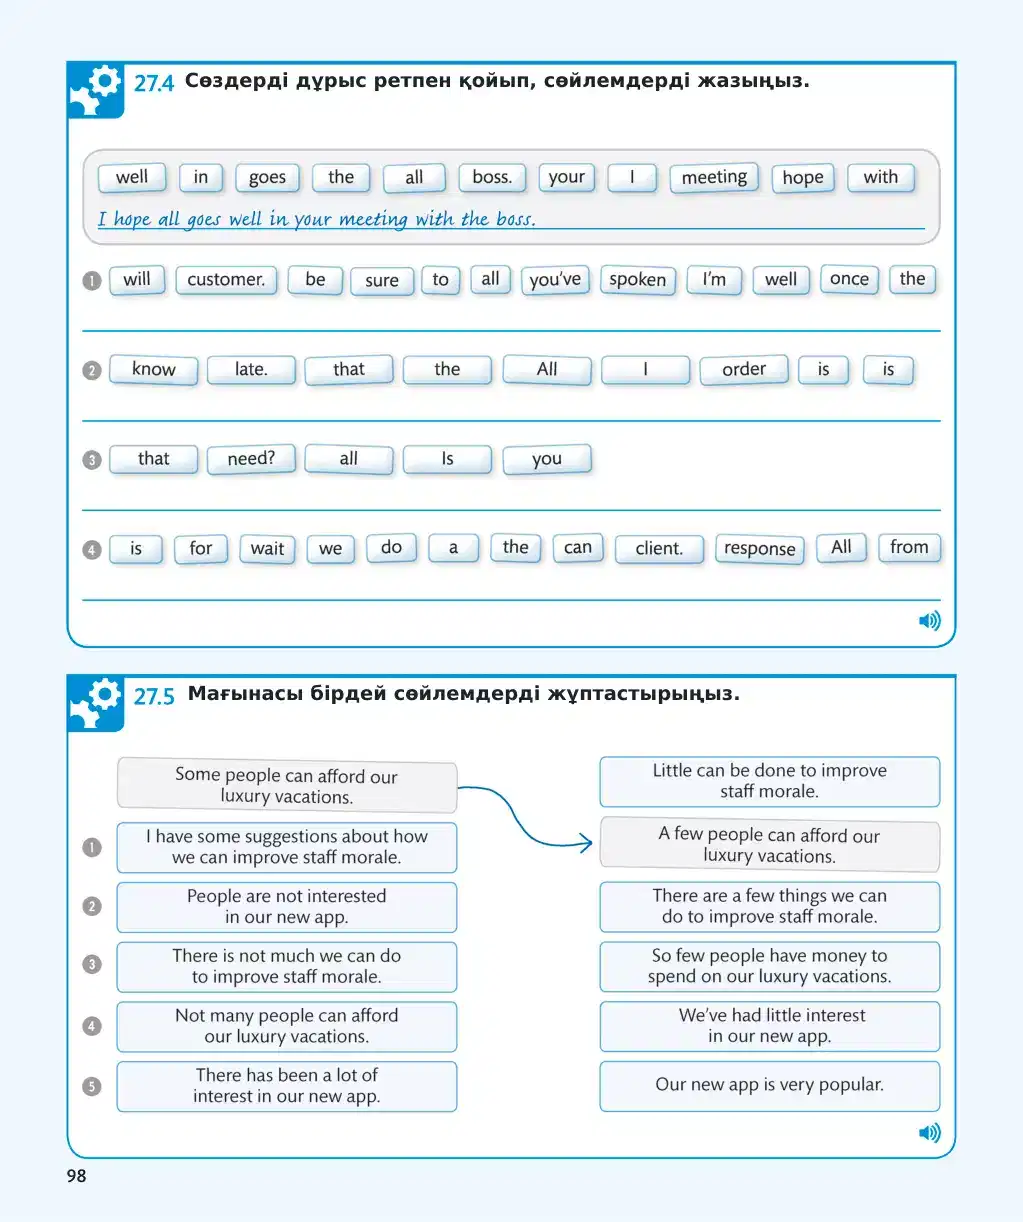 27.4 Сөздерді дұрыс ретпен қойып, сөйлемдерді жазыңыз.
well in goes the all boss. your I meeting hope with
I hope all goes well in your meeting with the boss.
1 will customer. be sure to all you've spoken I'm well once the
2 know late. that the All I order is is
3 that need? all Is you
4 is for wait we do a the can client. response All from
27.5 Мағынасы бірдей сөйлемдерді жұптастырыңыз.
Some people can afford our
luxury vacations.
1 I have some suggestions about how
we can improve staff morale.
2 People are not interested
in our new app.
3 There is not much we can do
to improve staff morale.
4 Not many people can afford
our luxury vacations.
5 There has been a lot of
interest in our new app.
Little can be done to improve
staff morale.
A few people can afford our
luxury vacations.
There are a few things we can
do to improve staff morale.
So few people have money to
spend on our luxury vacations.
We've had little interest
in our new app.
Our new app is very popular.
98